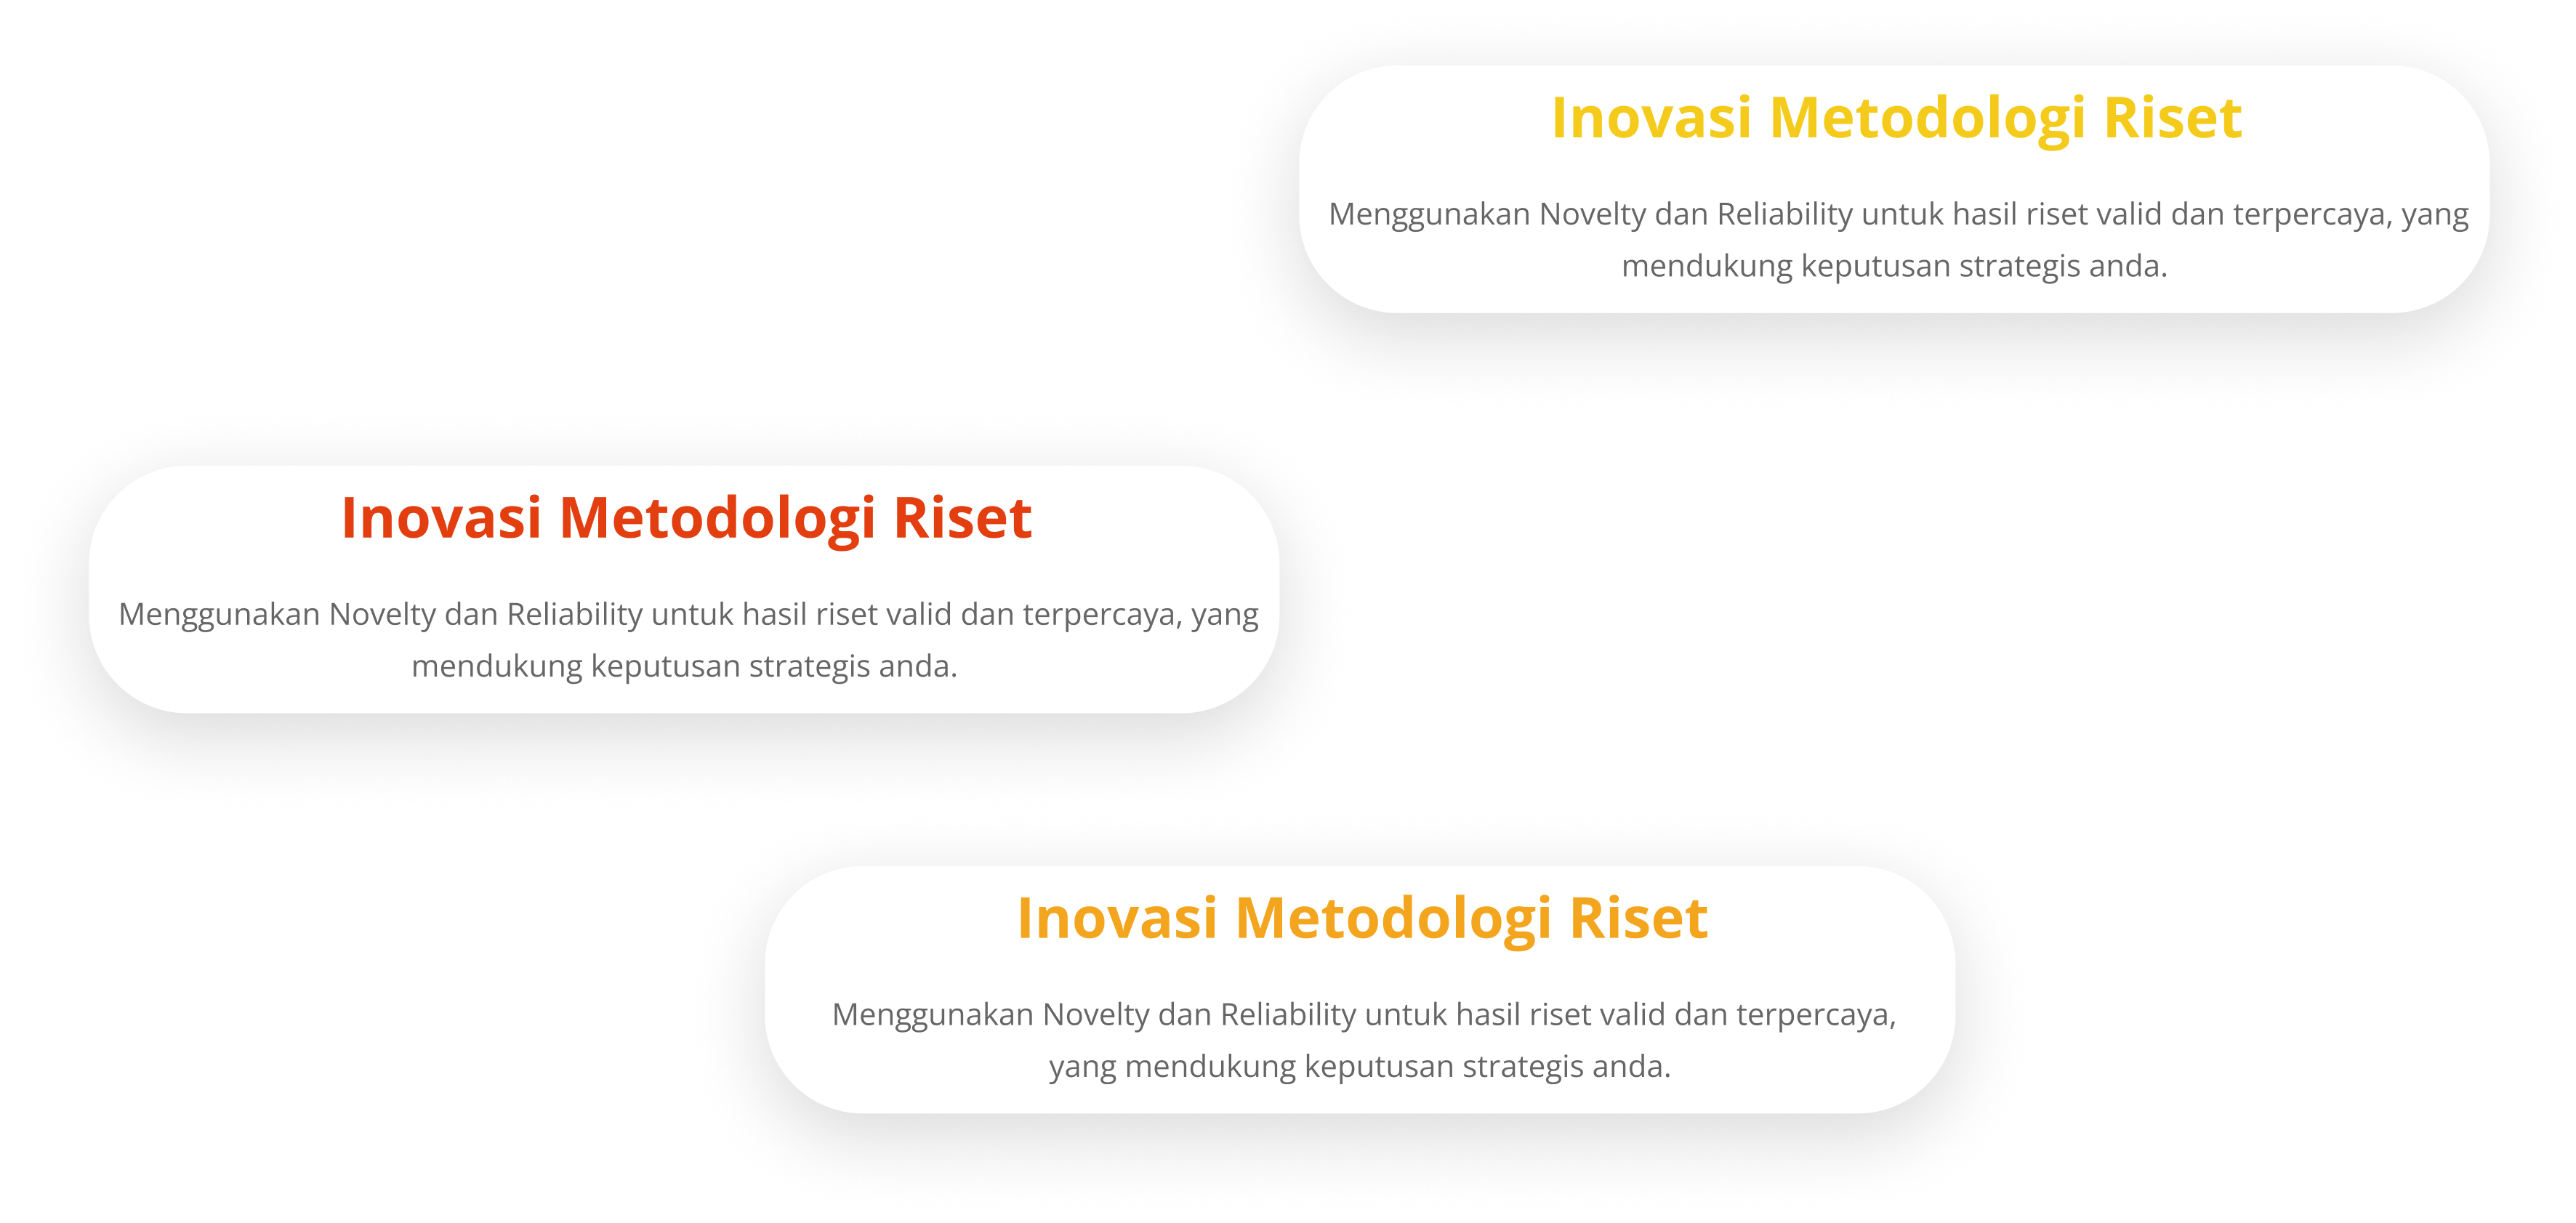 Inovasi Metodologi Riset
Menggunakan Novelty dan Reliability untuk hasil riset valid dan terpercaya, yang
mendukung keputusan strategis anda.
Inovasi Metodologi Riset
Menggunakan Novelty dan Reliability untuk hasil riset valid dan terpercaya, yang
mendukung keputusan strategis anda.
Inovasi Metodologi Riset
Menggunakan Novelty dan Reliability untuk hasil riset valid dan terpercaya,
yang mendukung keputusan strategis anda.